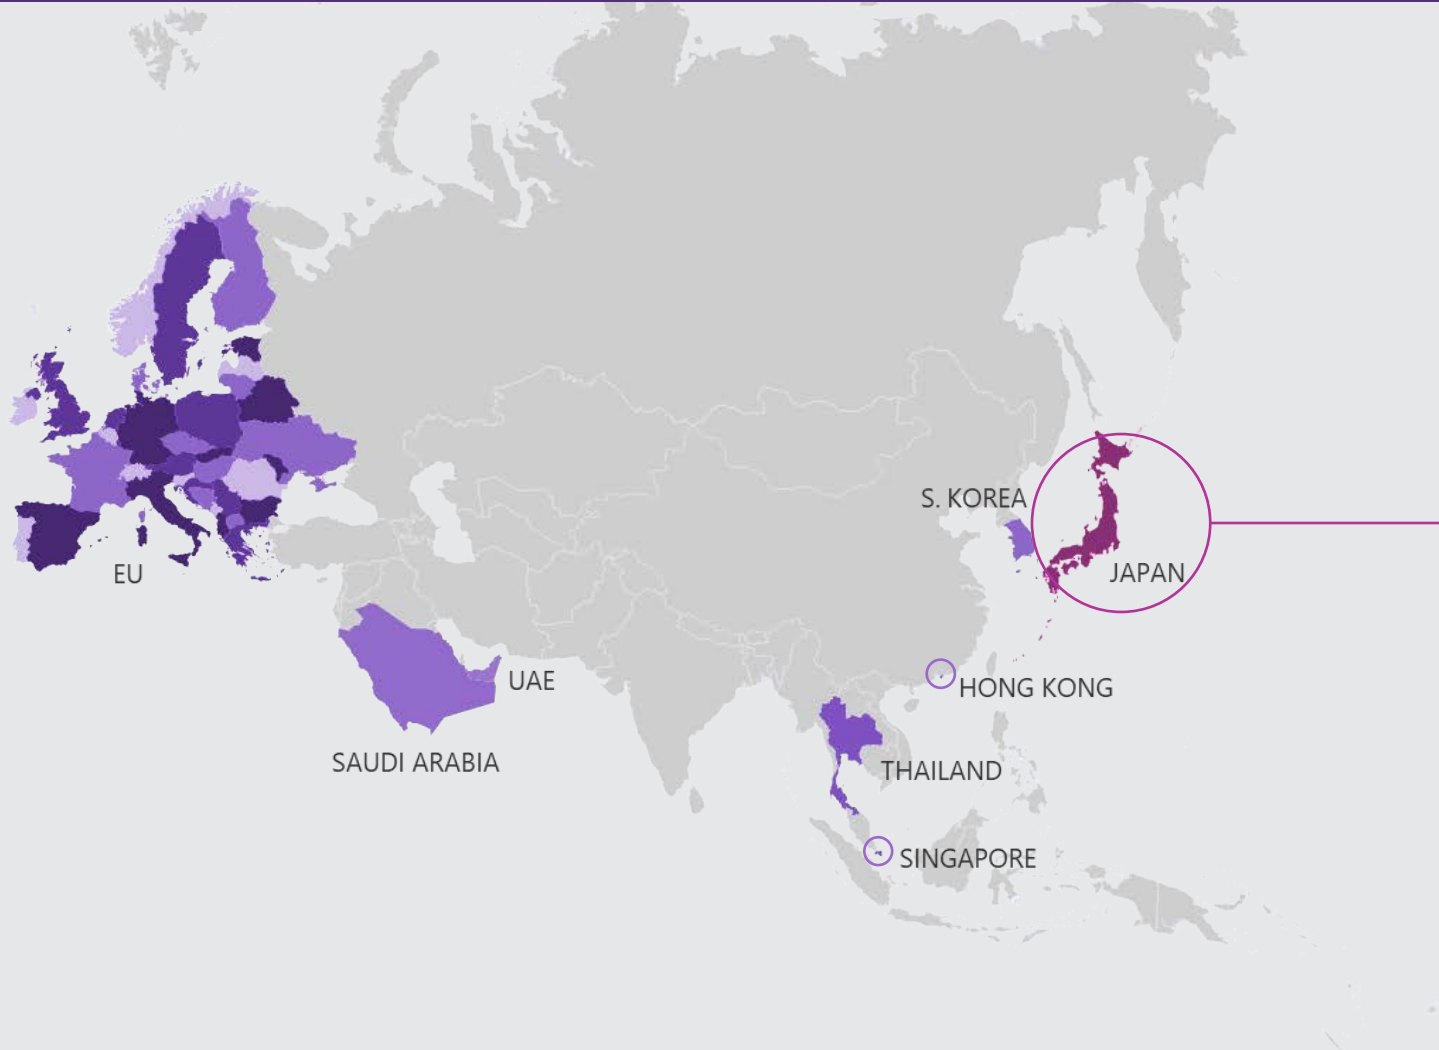 S. KOREA
EU
JAPAN
UAE
HONG KONG
SAUDI ARABIA
THAILAND
SINGAPORE